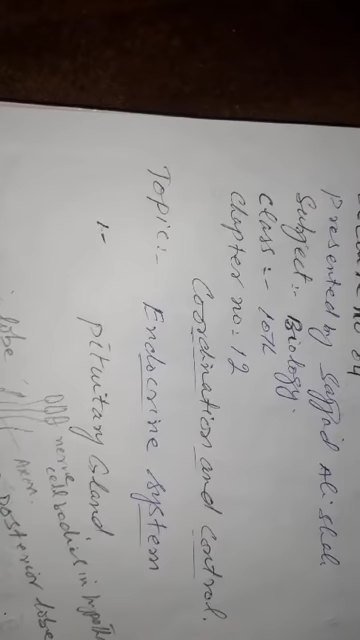 Presented by Sajjad Ali Shah
Subject:- Biology.
Class:- 10th
Chapter no: 12
Coordination and Control.
Topic:- Endocrine System
1:- Pituitary Gland
nerve
cell bodies in
lobe
Axon.
posterior lobe